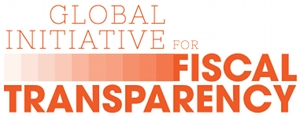 GLOBAL
INITIATIVE FOR
FISCAL
TRANSPARENCY